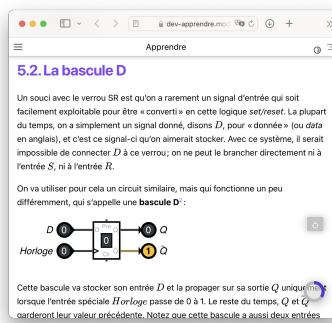 dev-apprendre.mod
Apprendre
5.2. La bascule D
Un souci avec le verrou SR est qu'on a rarement un signal d'entrée qui soit
facilement exploitable pour être « converti » en cette logique set/reset. La plupart
du temps, on a simplement un signal donné, disons D, pour « donnée » (ou data
en anglais), et c'est ce signal-ci qu'on aimerait stocker. Avec ce système, il serait
impossible de connecter D à ce verrou ; on ne peut le brancher directement ni à
l'entrée S, ni à l'entrée R.
On va utiliser pour cela un circuit similaire, mais qui fonctionne un peu
différemment, qui s'appelle une bascule D :
Pre
D 0 D Q 0 Q
0
Horloge 0 Q̅ 1 Q̅
Clr
Cette bascule va stocker son entrée D et la propager sur sa sortie Q uniquement
lorsque l'entrée spéciale Horloge passe de 0 à 1. Le reste du temps, Q et Q̅
garderont leur valeur précédente. Notez que cette bascule a aussi deux entrées